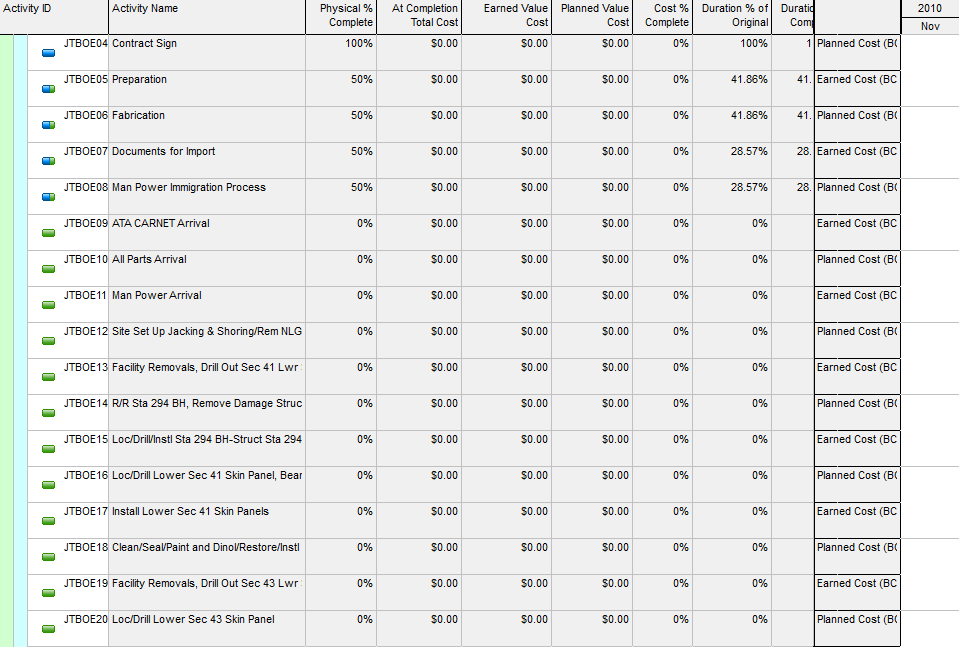 Activity ID Activity Name Physical % Complete At Completion Total Cost Earned Value Cost Planned Value Cost Cost % Complete Duration % of Original Duratic Comp 2010
Nov
JTBOE04 Contract Sign 100% $0.00 $0.00 $0.00 0% 100% 1 Planned Cost (BC
JTBOE05 Preparation 50% $0.00 $0.00 $0.00 0% 41.86% 41. Earned Cost (BC
JTBOE06 Fabrication 50% $0.00 $0.00 $0.00 0% 41.86% 41. Planned Cost (BC
JTBOE07 Documents for Import 50% $0.00 $0.00 $0.00 0% 28.57% 28. Earned Cost (BC
JTBOE08 Man Power Immigration Process 50% $0.00 $0.00 $0.00 0% 28.57% 28. Planned Cost (BC
JTBOE09 ATA CARNET Arrival 0% $0.00 $0.00 $0.00 0% 0% Earned Cost (BC
JTBOE10 All Parts Arrival 0% $0.00 $0.00 $0.00 0% 0% Planned Cost (BC
JTBOE11 Man Power Arrival 0% $0.00 $0.00 $0.00 0% 0% Earned Cost (BC
JTBOE12 Site Set Up Jacking & Shoring/Rem NLG 0% $0.00 $0.00 $0.00 0% 0% Planned Cost (BC
JTBOE13 Facility Removals, Drill Out Sec 41 Lwr 0% $0.00 $0.00 $0.00 0% 0% Earned Cost (BC
JTBOE14 R/R Sta 294 BH, Remove Damage Struc 0% $0.00 $0.00 $0.00 0% 0% Planned Cost (BC
JTBOE15 Loc/Drill/Instl Sta 294 BH-Struct Sta 294 0% $0.00 $0.00 $0.00 0% 0% Earned Cost (BC
JTBOE16 Loc/Drill Lower Sec 41 Skin Panel, Bear 0% $0.00 $0.00 $0.00 0% 0% Planned Cost (BC
JTBOE17 Install Lower Sec 41 Skin Panels 0% $0.00 $0.00 $0.00 0% 0% Earned Cost (BC
JTBOE18 Clean/Seal/Paint and Dinol/Restore/Instl 0% $0.00 $0.00 $0.00 0% 0% Planned Cost (BC
JTBOE19 Facility Removals, Drill Out Sec 43 Lwr 0% $0.00 $0.00 $0.00 0% 0% Earned Cost (BC
JTBOE20 Loc/Drill Lower Sec 43 Skin Panel 0% $0.00 $0.00 $0.00 0% 0% Planned Cost (BC